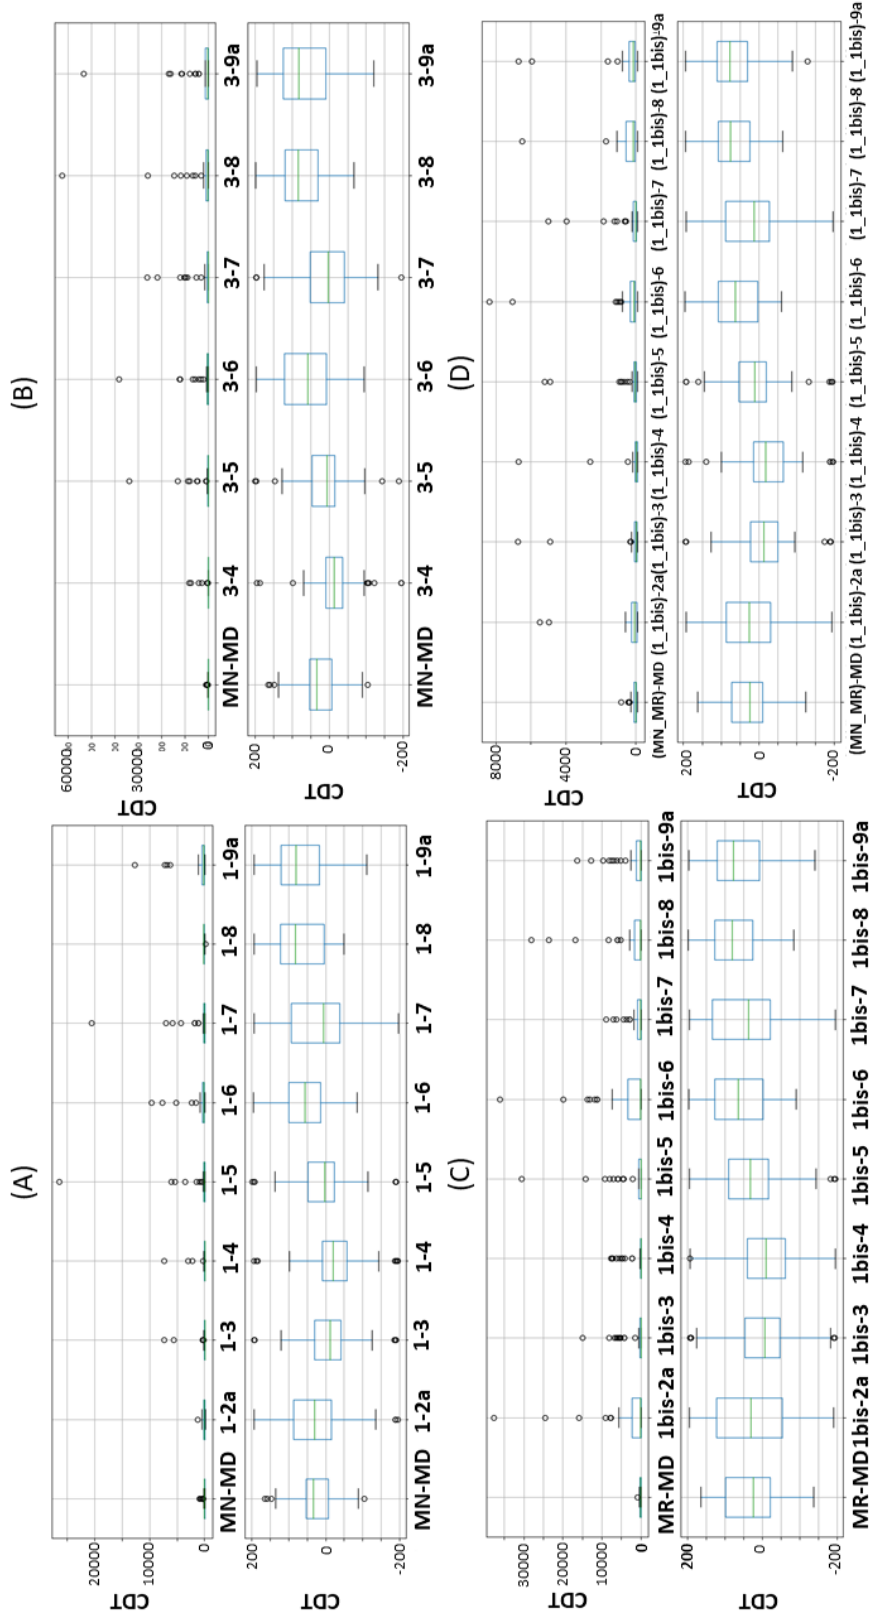 (A)
CDT
20000
10000
0
MN-MD 1-2a 1-3 1-4 1-5 1-6 1-7 1-8 1-9a
CDT
200
0
-200
MN-MD 1-2a 1-3 1-4 1-5 1-6 1-7 1-8 1-9a
(B)
CDT
60000
30000
0
MN-MD 3-4 3-5 3-6 3-7 3-8 3-9a
CDT
200
0
-200
MN-MD 3-4 3-5 3-6 3-7 3-8 3-9a
(C)
CDT
30000
20000
10000
0
MR-MD 1bis-2a 1bis-3 1bis-4 1bis-5 1bis-6 1bis-7 1bis-8 1bis-9a
CDT
200
0
-200
MR-MD 1bis-2a 1bis-3 1bis-4 1bis-5 1bis-6 1bis-7 1bis-8 1bis-9a
(D)
CDT
8000
4000
0
(MN_MR)-MD (1_1bis)-2a (1_1bis)-3 (1_1bis)-4 (1_1bis)-5 (1_1bis)-6 (1_1bis)-7 (1_1bis)-8 (1_1bis)-9a
CDT
200
0
-200
(MN_MR)-MD (1_1bis)-2a (1_1bis)-3 (1_1bis)-4 (1_1bis)-5 (1_1bis)-6 (1_1bis)-7 (1_1bis)-8 (1_1bis)-9a